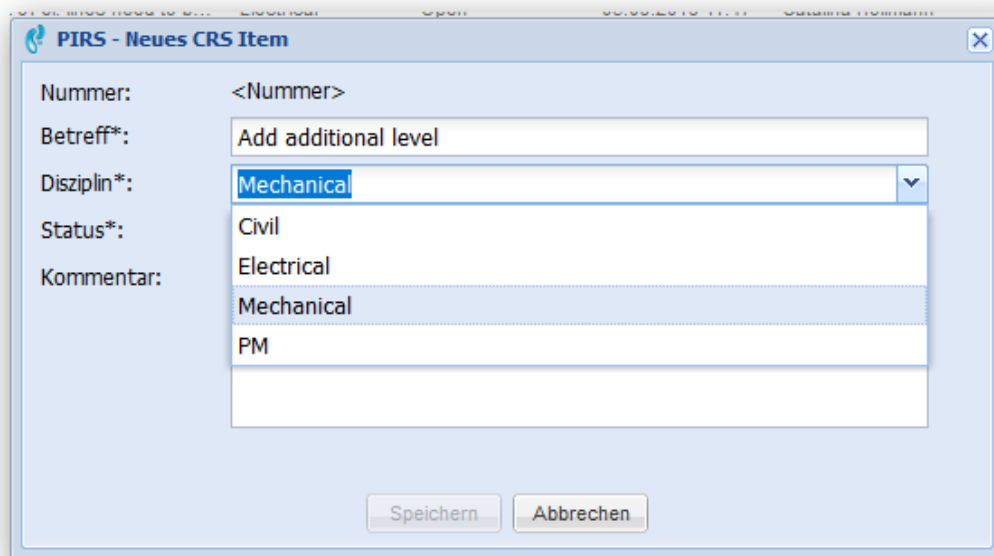 PIRS - Neues CRS Item
Nummer: <Nummer>
Betreff*: Add additional level
Disziplin*: Mechanical
Status*: Civil
Electrical
Kommentar:
Mechanical
PM
Speichern Abbrechen